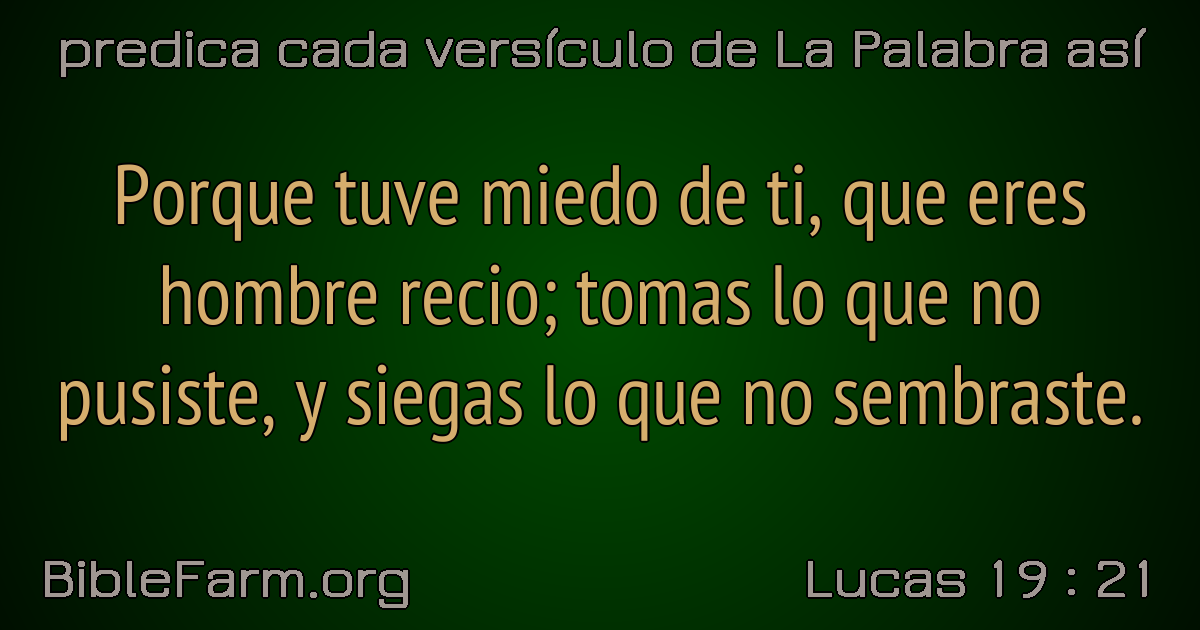 predica cada versículo de La Palabra así
Porque tuve miedo de ti, que eres
hombre recio; tomas lo que no
pusiste, y siegas lo que no sembraste.
BibleFarm.org
Lucas 19 : 21